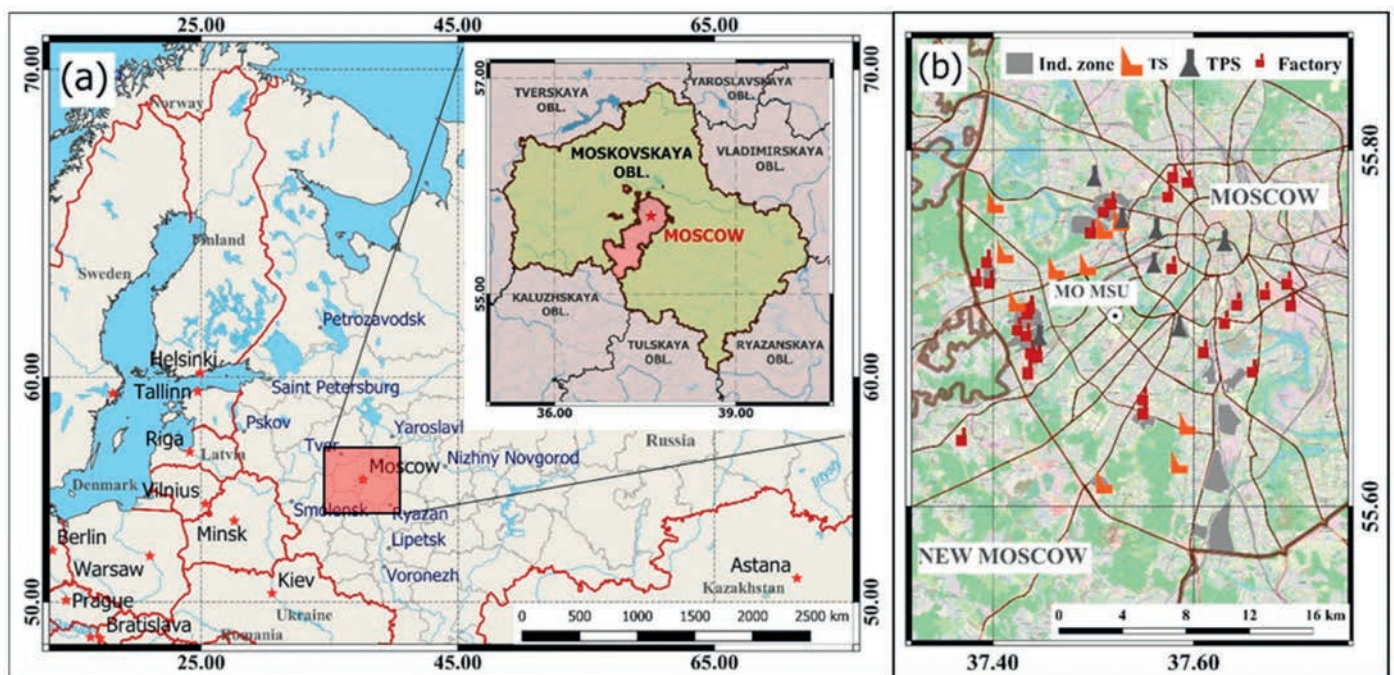 25.00
45.00
65.00
(a)
70.00
70.00
Norway
57.00
TVERSKAYA
OBL.
YAROSLAVSKAYA
OBL.
MOSKOVSKAYA
OBL.
VLADIMIRSKAYA
OBL.
MOSCOW
55.00
55.00
KALUZHSKAYA
OBL.
TULSKAYA
OBL.
RYAZANSKAYA
OBL.
36.00
39.00
Finland
Sweden
Petrozavodsk
Helsinki
60.00
60.00
Tallinn
Saint Petersburg
Pskov
Yaroslavl
Riga
Latvia
Tver
Russia
Moscow
Nizhny Novgorod
Denmark
Vilnius
Smolensk
Ryazan
Berlin
Minsk
Lipetsk
Warsaw
Voronezh
Astana
Kiev
Kazakhstan
Prague
50.00
50.00
Ukraine
Bratislava
Romania
0 500 1000 1500 2000 2500 km
25.00
45.00
65.00
(b)
Ind. zone
TS
TPS
Factory
55.80
MOSCOW
MO MSU
55.60
NEW MOSCOW
0 4 8 12 16 km
37.40
37.60